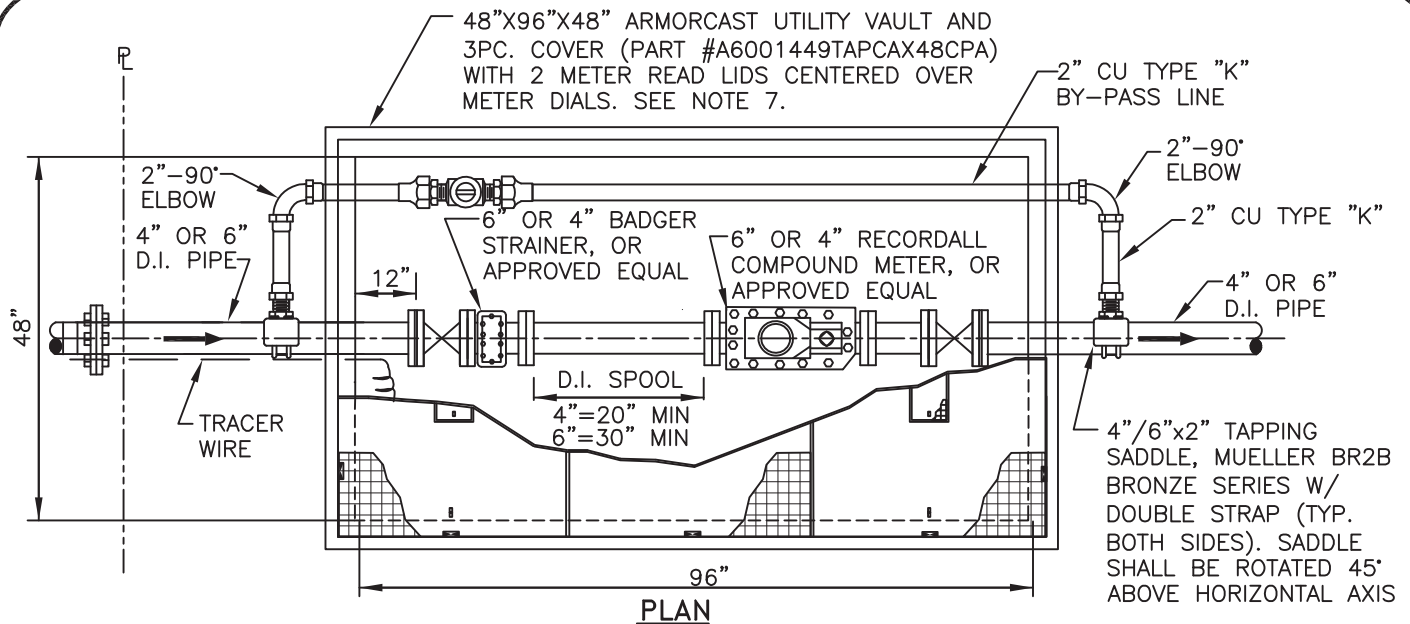 48”X96”X48” ARMORCAST UTILITY VAULT AND
3PC. COVER (PART #A6001449TAPCAX48CPA)
WITH 2 METER READ LIDS CENTERED OVER
METER DIALS. SEE NOTE 7.
PL
2” CU TYPE ”K”
BY–PASS LINE
2”–90°
ELBOW
2”–90°
ELBOW
2” CU TYPE ”K”
4” OR 6”
D.I. PIPE
12”
6” OR 4” BADGER
STRAINER, OR
APPROVED EQUAL
6” OR 4” RECORDALL
COMPOUND METER, OR
APPROVED EQUAL
4” OR 6”
D.I. PIPE
48”
D.I. SPOOL
4”=20” MIN
6”=30” MIN
TRACER
WIRE
4”/6”x2” TAPPING
SADDLE, MUELLER BR2B
BRONZE SERIES W/
DOUBLE STRAP (TYP.
BOTH SIDES). SADDLE
SHALL BE ROTATED 45°
ABOVE HORIZONTAL AXIS
96”
PLAN